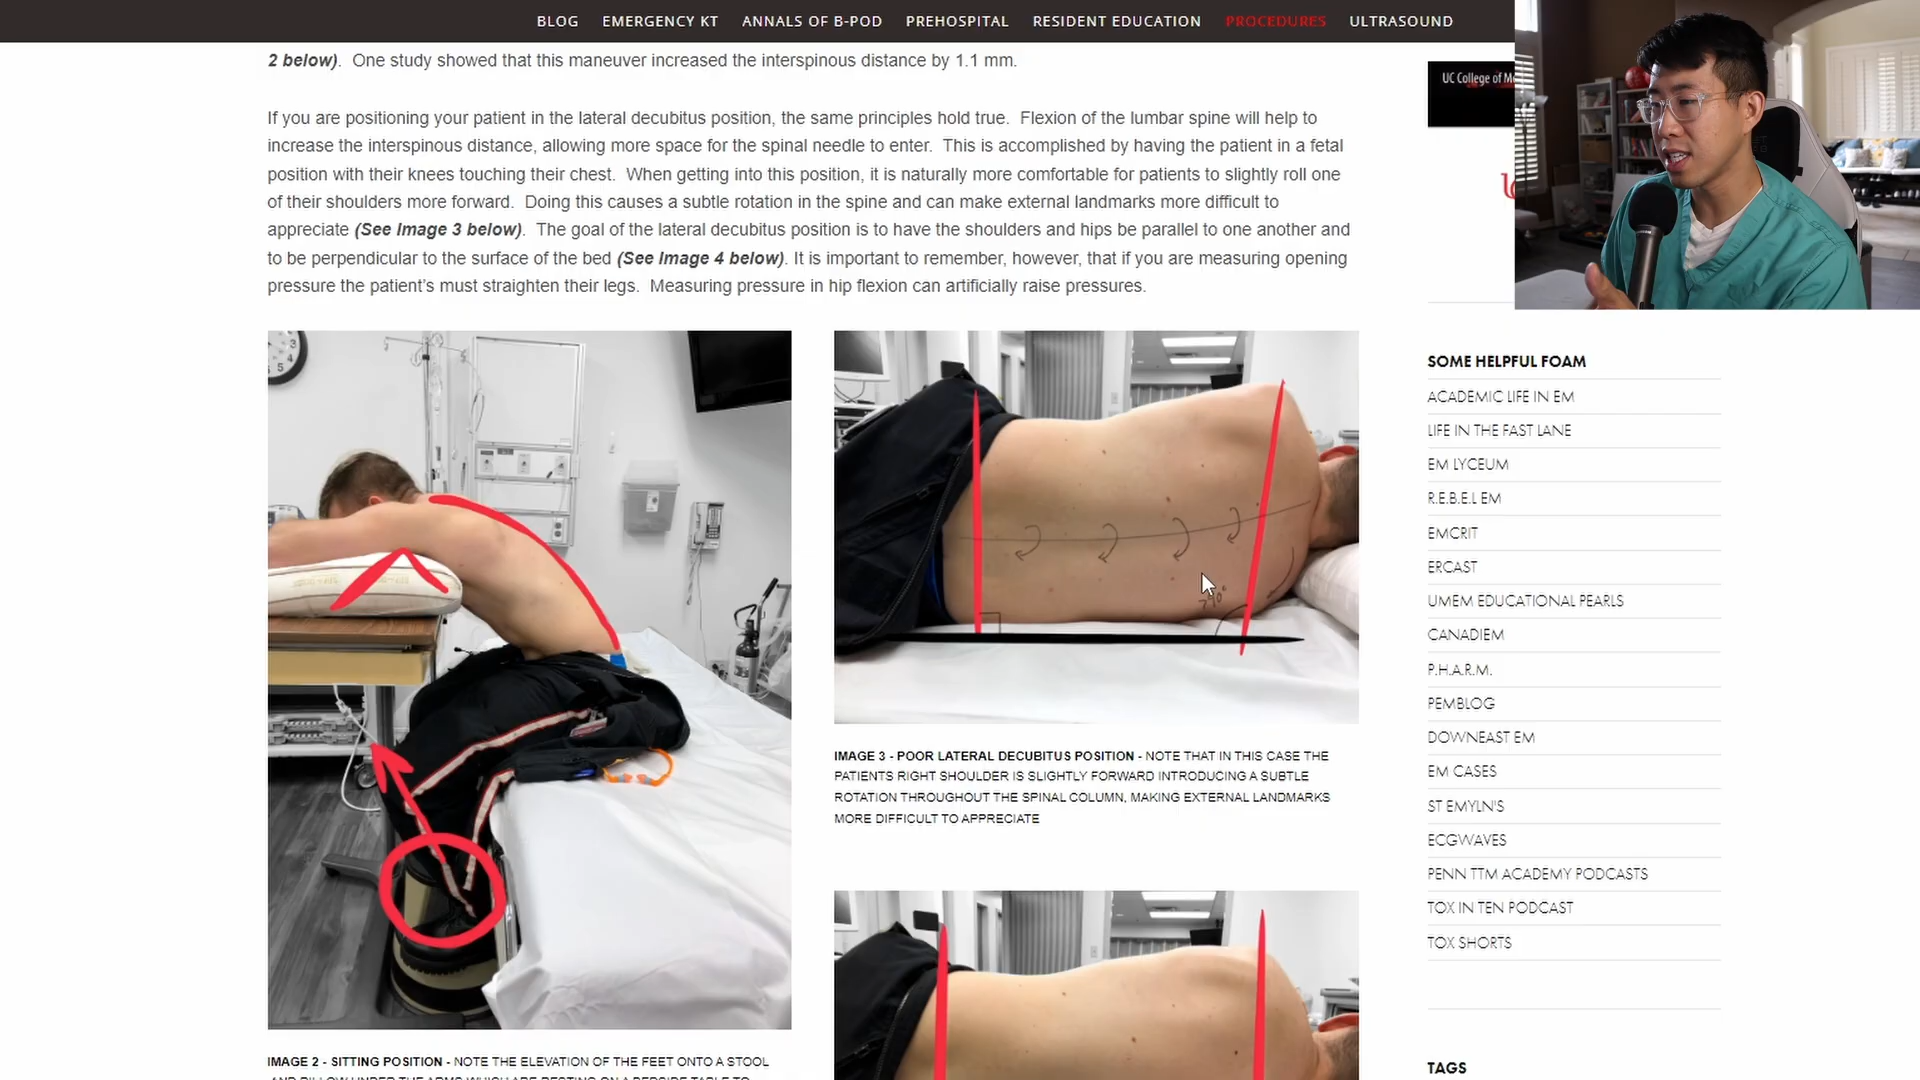 BLOG EMERGENCY KT ANNALS OF B-POD PREHOSPITAL RESIDENT EDUCATION PROCEDURES ULTRASOUND
2 below). One study showed that this maneuver increased the interspinous distance by 1.1 mm.
If you are positioning your patient in the lateral decubitus position, the same principles hold true. Flexion of the lumbar spine will help to
increase the interspinous distance, allowing more space for the spinal needle to enter. This is accomplished by having the patient in a fetal
position with their knees touching their chest. When getting into this position, it is naturally more comfortable for patients to slightly roll one
of their shoulders more forward. Doing this causes a subtle rotation in the spine and can make external landmarks more difficult to
appreciate (See Image 3 below). The goal of the lateral decubitus position is to have the shoulders and hips be parallel to one another and
to be perpendicular to the surface of the bed (See Image 4 below). It is important to remember, however, that if you are measuring opening
pressure the patient's must straighten their legs. Measuring pressure in hip flexion can artificially raise pressures.
IMAGE 2 - SITTING POSITION - NOTE THE ELEVATION OF THE FEET ONTO A STOOL
AND PILLOW UNDER THE ARMS WHICH ARE RESTING ON A BEDSIDE TABLE TO
IMAGE 3 - POOR LATERAL DECUBITUS POSITION - NOTE THAT IN THIS CASE THE
PATIENTS RIGHT SHOULDER IS SLIGHTLY FORWARD INTRODUCING A SUBTLE
ROTATION THROUGHOUT THE SPINAL COLUMN, MAKING EXTERNAL LANDMARKS
MORE DIFFICULT TO APPRECIATE
UC College of
SOME HELPFUL FOAM
ACADEMIC LIFE IN EM
LIFE IN THE FAST LANE
EM LYCEUM
R.E.B.E.L EM
EMCRIT
ERCAST
UMEM EDUCATIONAL PEARLS
CANADIEM
P.H.A.R.M.
PEMBLOG
DOWNEAST EM
EM CASES
ST EMYLN'S
ECGWAVES
PENN TTM ACADEMY PODCASTS
TOX IN TEN PODCAST
TOX SHORTS
TAGS